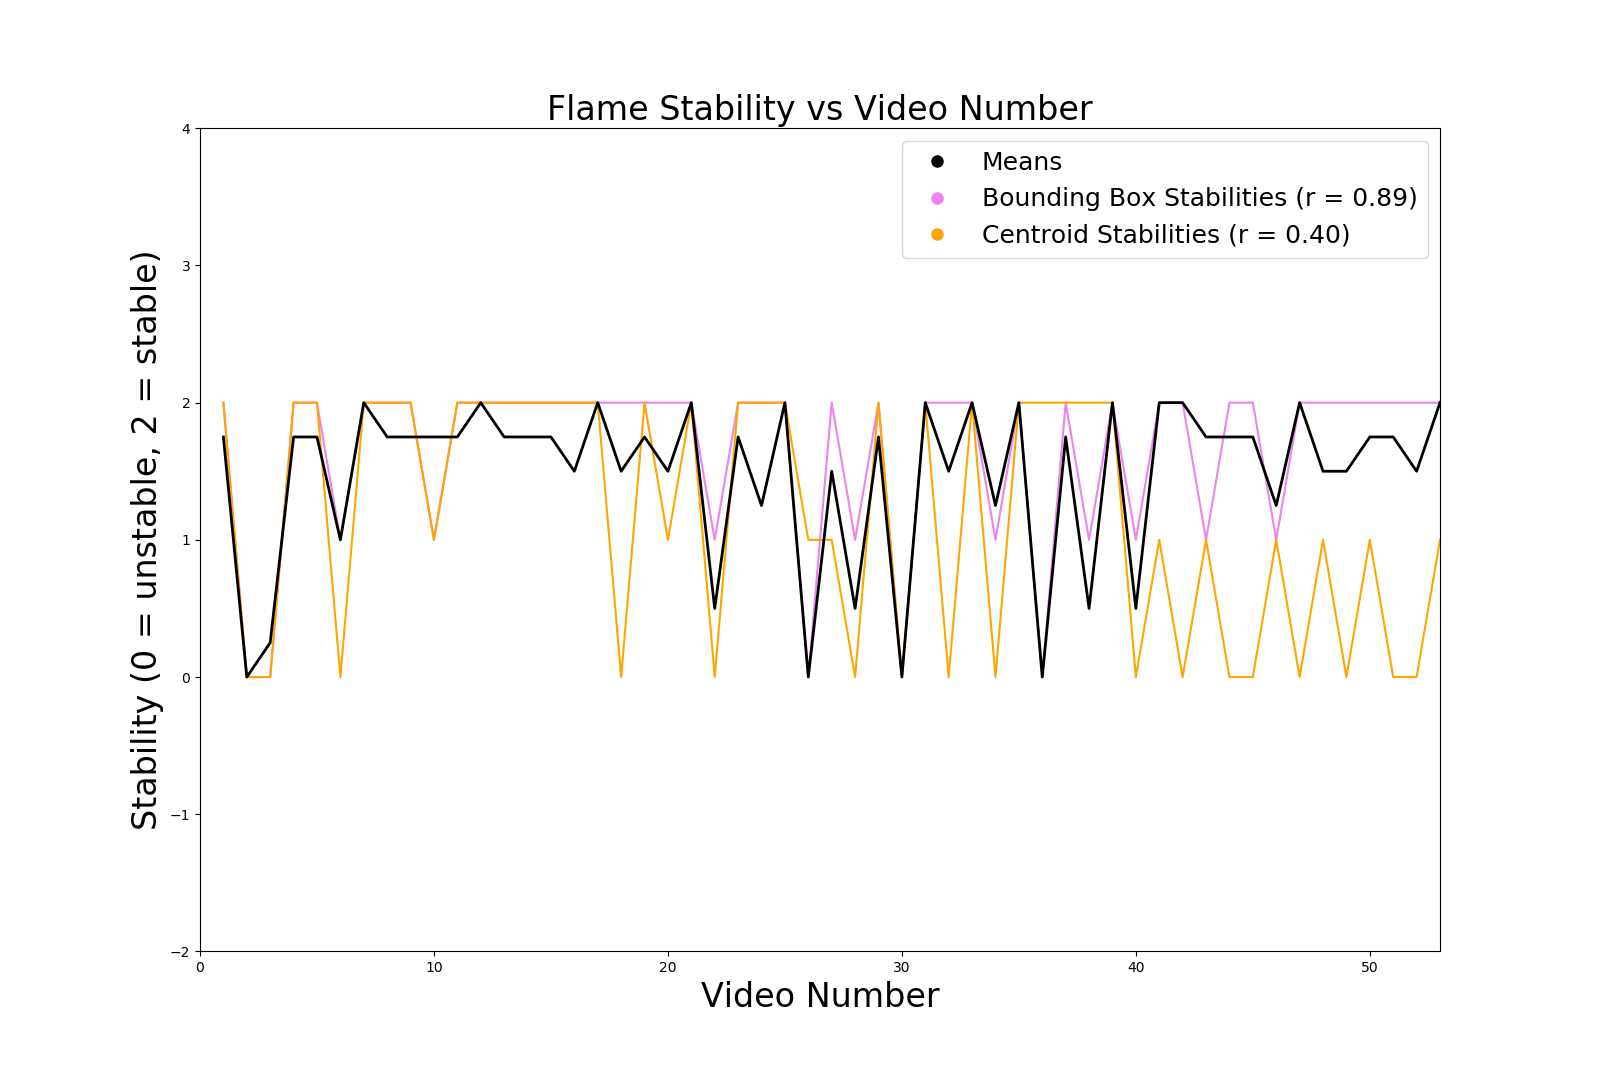 Flame Stability vs Video Number
Means
Bounding Box Stabilities (r = 0.89)
Centroid Stabilities (r = 0.40)
Stability (0 = unstable, 2 = stable)
4
3
2
1
0
−1
−2
0 10 20 30 40 50
Video Number